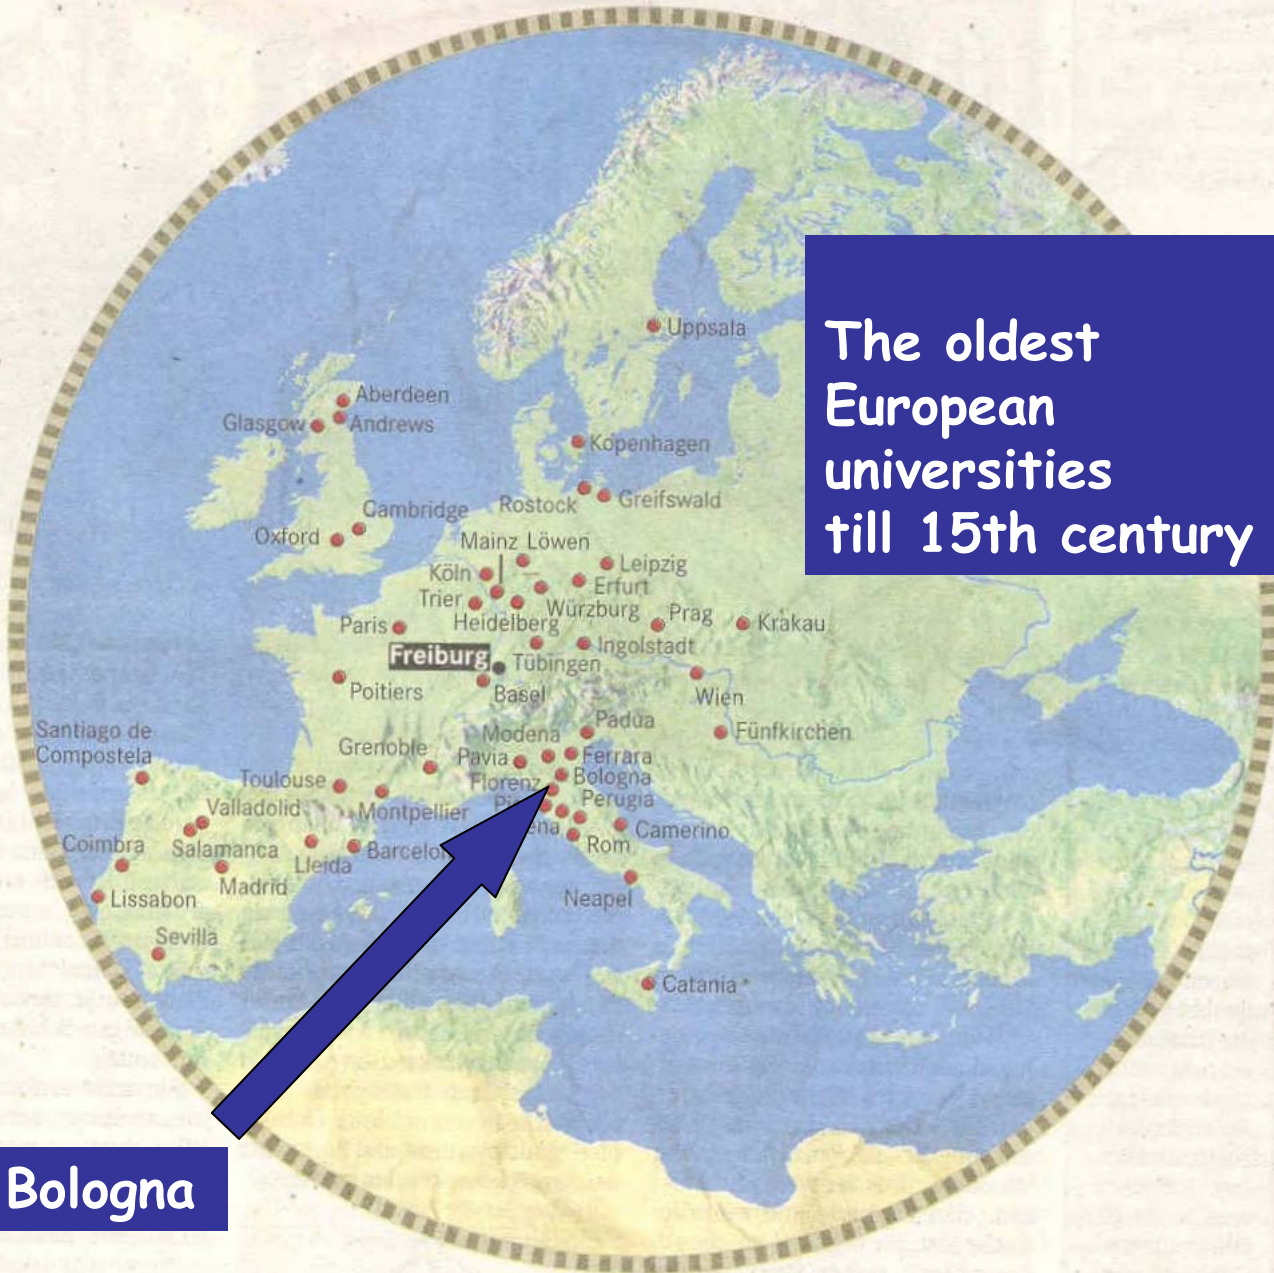 The oldest
European
universities
till 15th century
Uppsala
Aberdeen
Glasgow
Andrews
Kopenhagen
Rostock
Greifswald
Cambridge
Oxford
Mainz Löwen
Köln
Leipzig
Erfurt
Trier
Würzburg
Heidelberg
Prag
Krakau
Paris
Freiburg
Ingolstadt
Tübingen
Poitiers
Basel
Wien
Padua
Fünfkirchen
Santiago de
Compostela
Modena
Grenoble
Pavia
Ferrara
Bologna
Toulouse
Florenz
Perugia
Valladolid
Montpellier
Camerino
Coimbra
Salamanca
Lleida
Rom
Madrid
Lissabon
Neapel
Sevilla
Catania
Bologna